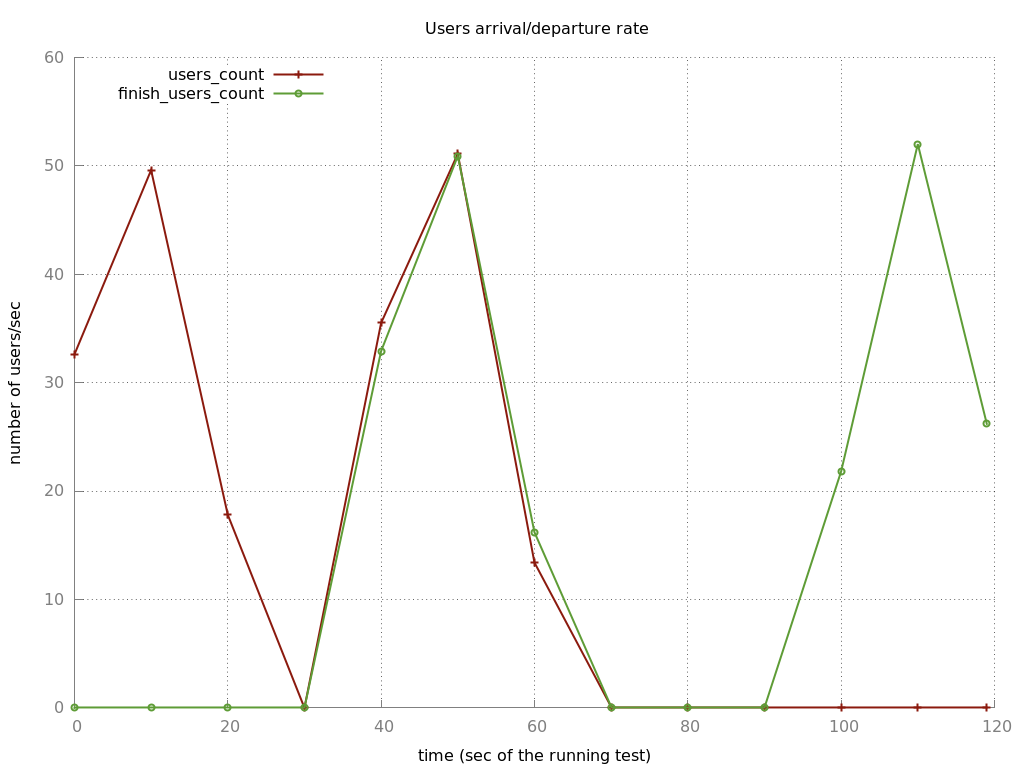 Users arrival/departure rate
60
users_count
finish_users_count
50
40
30
20
10
0
number of users/sec
0 20 40 60 80 100 120
time (sec of the running test)